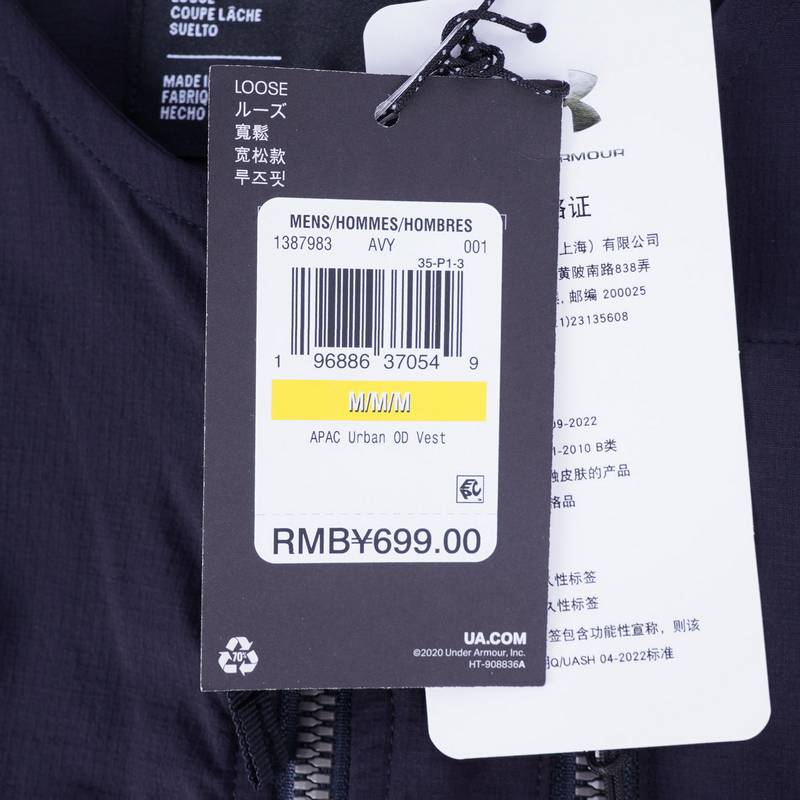 LOOSE
COUPE LÂCHE
SUELTO
MADE I
FABRIQ
HECHO
LOOSE
ルーズ
寬鬆
宽松款
루즈핏
MENS/HOMMES/HOMBRES
1387983 AVY 001
35-P1-3
1 96886 37054 9
M/M/M
APAC Urban OD Vest
RMB¥699.00
70%
UA.COM
©2020 Under Armour, Inc.
HT-908836A
RMOUR
格证
上海）有限公司
黄陂南路838弄
, 邮编 200025
1)23135608
09-2022
1-2010 B类
触皮肤的产品
格品
久性标签
久性标签
签包含功能性宣称，则该
Q/UASH 04-2022标准